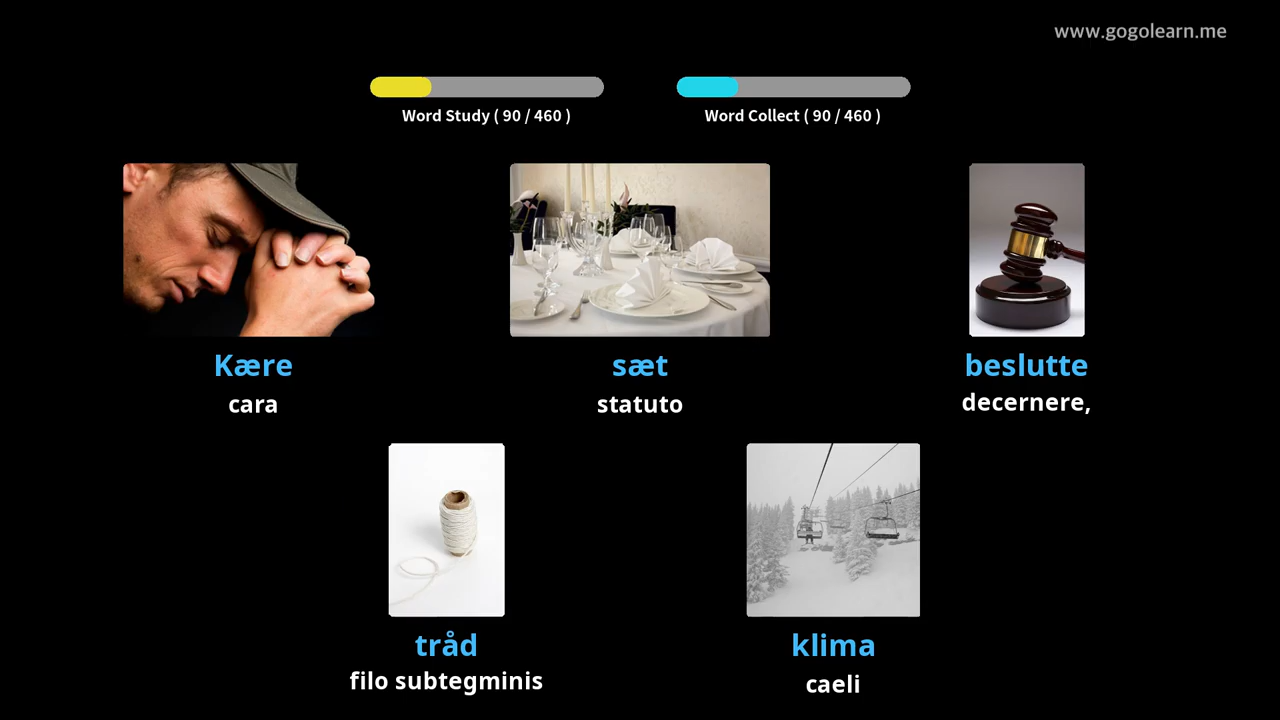 www.gogolearn.me
Word Study ( 90 / 460 )
Word Collect ( 90 / 460 )
Kære
cara
sæt
statuto
beslutte
decernere,
tråd
filo subtegminis
klima
caeli